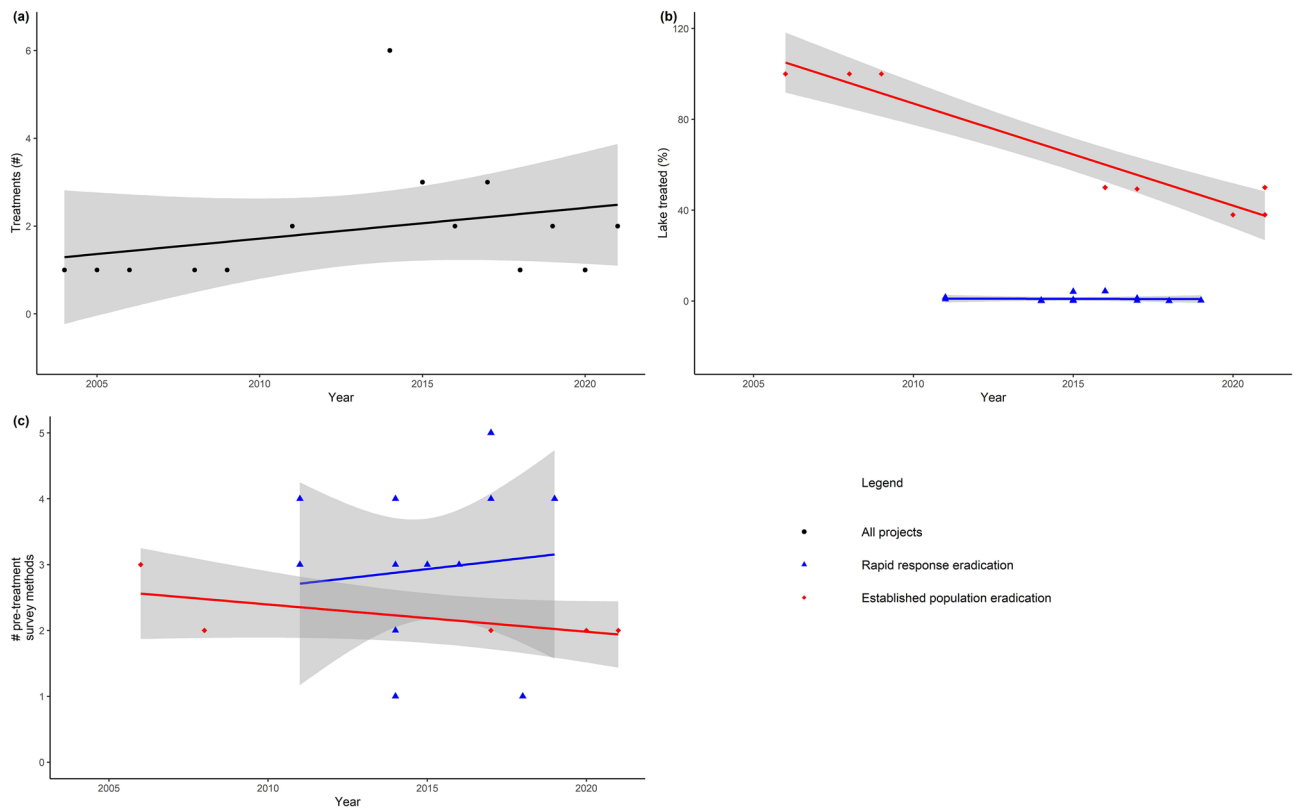 (a)
6
4
2
0
Treatments (#)
2005
2010
2015
2020
Year
(b)
120
80
40
0
Lake treated (%)
2005
2010
2015
2020
Year
(c)
5
4
3
2
1
0
# pre-treatment
survey methods
2005
2010
2015
2020
Year
Legend
All projects
Rapid response eradication
Established population eradication